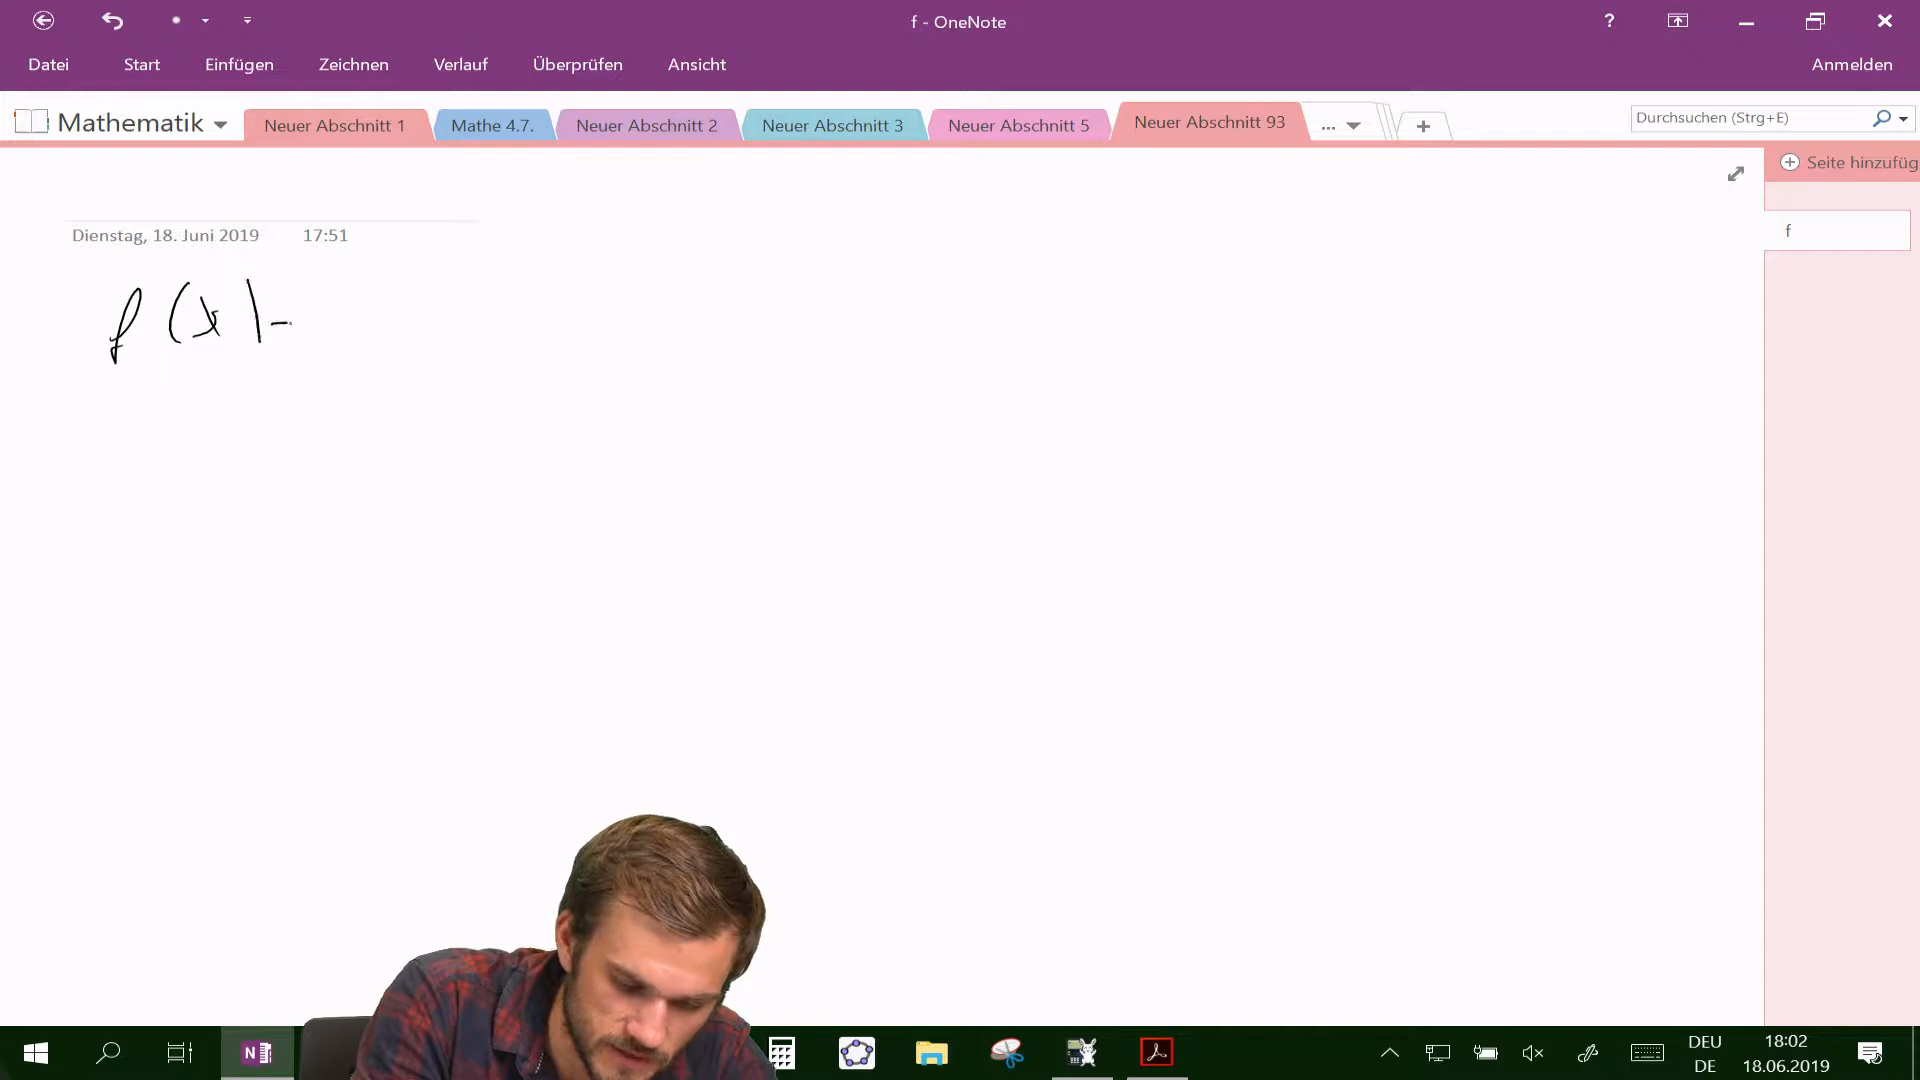 f - OneNote
?
Datei Start Einfügen Zeichnen Verlauf Überprüfen Ansicht Anmelden
Mathematik Neuer Abschnitt 1 Mathe 4.7. Neuer Abschnitt 2 Neuer Abschnitt 3 Neuer Abschnitt 5 Neuer Abschnitt 93 ... + Durchsuchen (Strg+E)
Seite hinzufüg
f
Dienstag, 18. Juni 2019 17:51
f (x) -
N
DEU
DE
18:02
18.06.2019